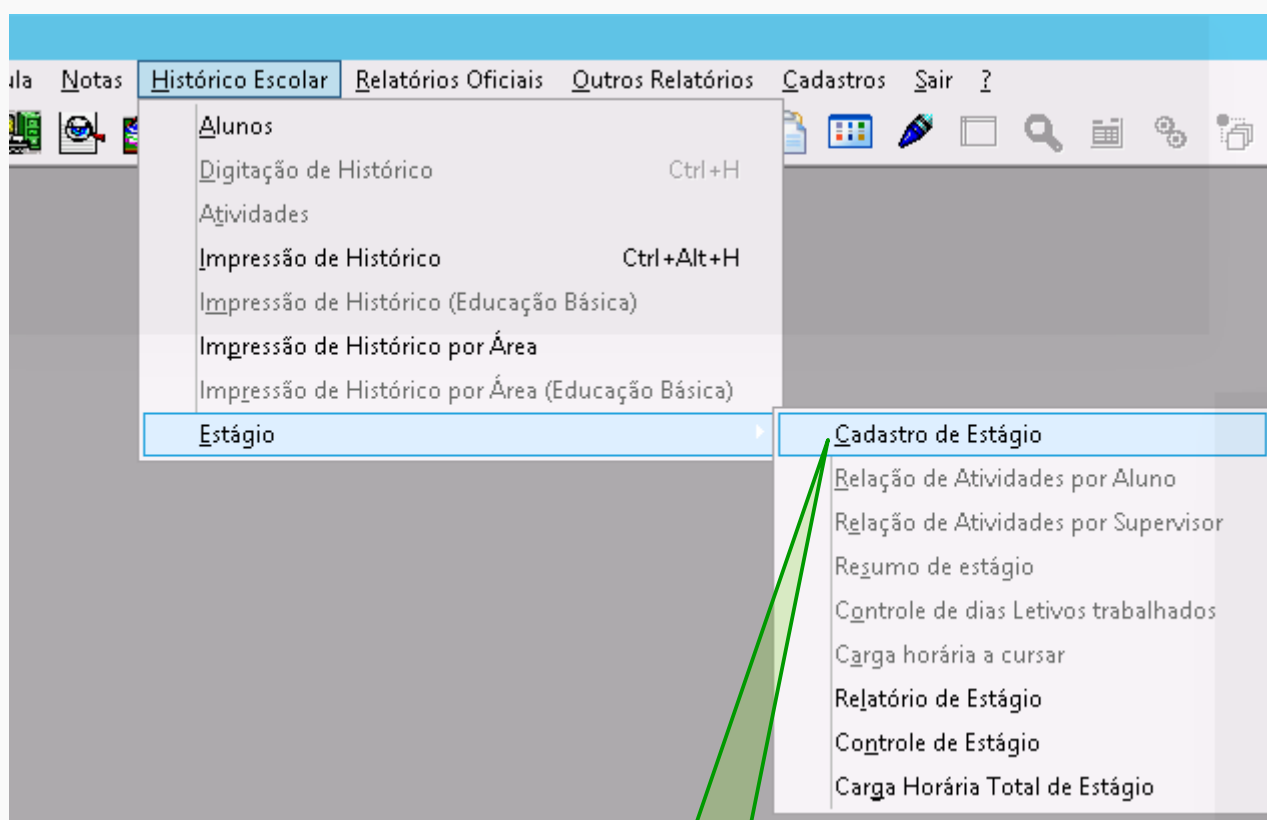 Notas Histórico Escolar Relatórios Oficiais Outros Relatórios Cadastros Sair ?
Alunos
Digitação de Histórico Ctrl+H
Atividades
Impressão de Histórico Ctrl+Alt+H
Impressão de Histórico (Educação Básica)
Impressão de Histórico por Área
Impressão de Histórico por Área (Educação Básica)
Estágio
Cadastro de Estágio
Relação de Atividades por Aluno
Relação de Atividades por Supervisor
Resumo de estágio
Controle de dias Letivos trabalhados
Carga horária a cursar
Relatório de Estágio
Controle de Estágio
Carga Horária Total de Estágio